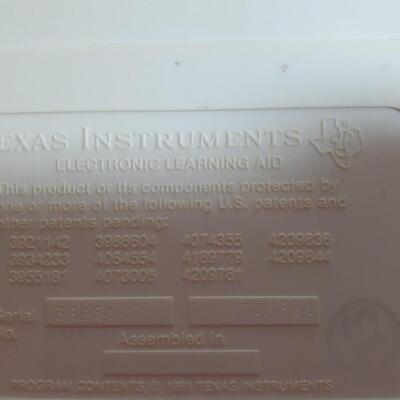 EXAS INSTRUMENTS
ELECTRONIC LEARNING AID
This product or its components protected by
one or more of the following U.S. patents and
other patents pending:
3921142 3988604 4074355 4209836
3934233 4064554 4189779 4209844
3955181 4073006 4209781
Serial
No.
Assembled in
PROGRAM CONTENTS © 1981 TEXAS INSTRUMENTS